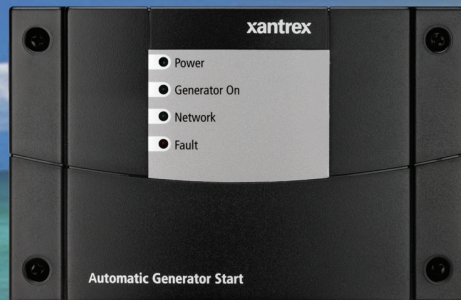 xantrex
Power
Generator On
Network
Fault
Automatic Generator Start